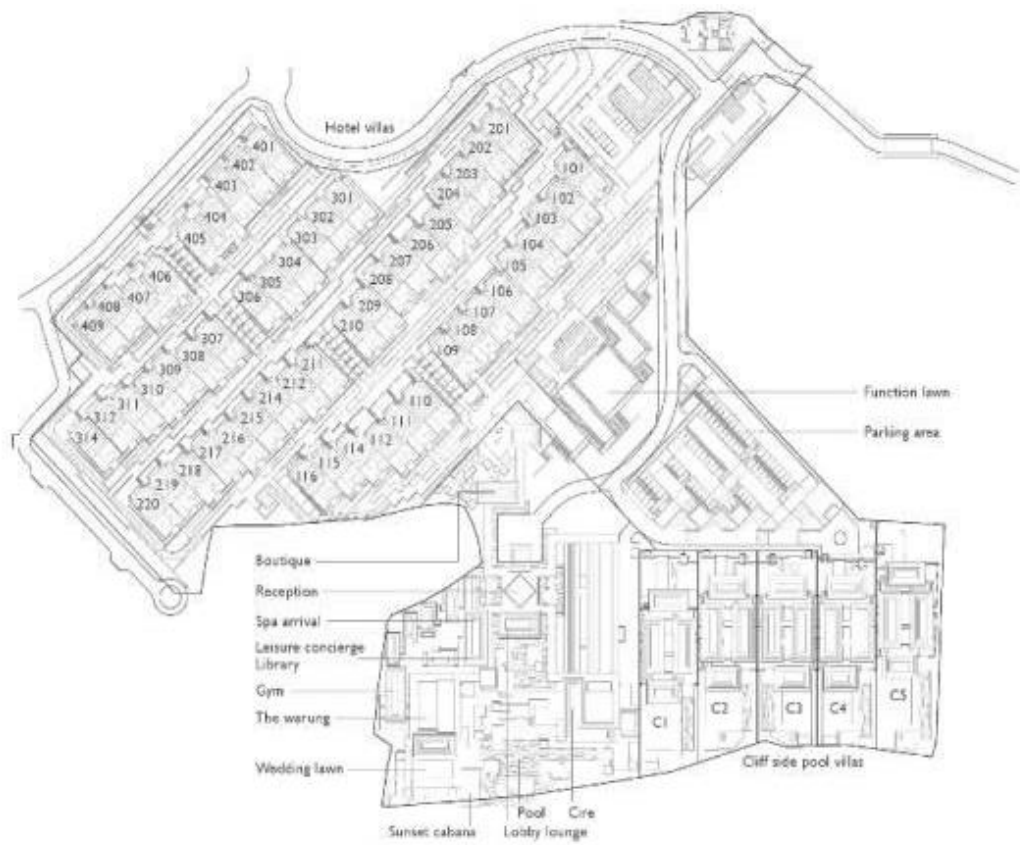 Hotel villas
201
202
203
204
205
206
207
208
209
210
211
212
214
215
216
217
218
219
220
101
102
103
104
105
106
107
108
109
110
111
112
114
115
116
401
402
403
404
405
406
407
408
409
301
302
303
304
305
306
307
308
309
310
311
312
314
Function lawn
Parking area
Boutique
Reception
Spa arrival
Leisure concierge
Library
Gym
The warung
Wedding lawn
Sunset cabana
Pool
Lobby lounge
Cire
C1
C2
C3
C4
C5
Cliff side pool villas